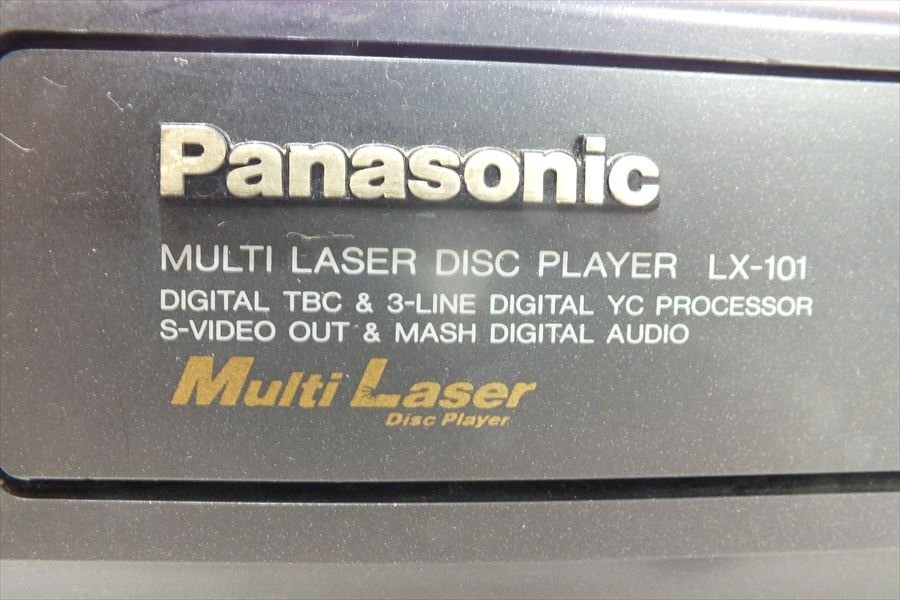 Panasonic
MULTI LASER DISC PLAYER LX-101
DIGITAL TBC & 3-LINE DIGITAL YC PROCESSOR
S-VIDEO OUT & MASH DIGITAL AUDIO
Multi Laser
Disc Player